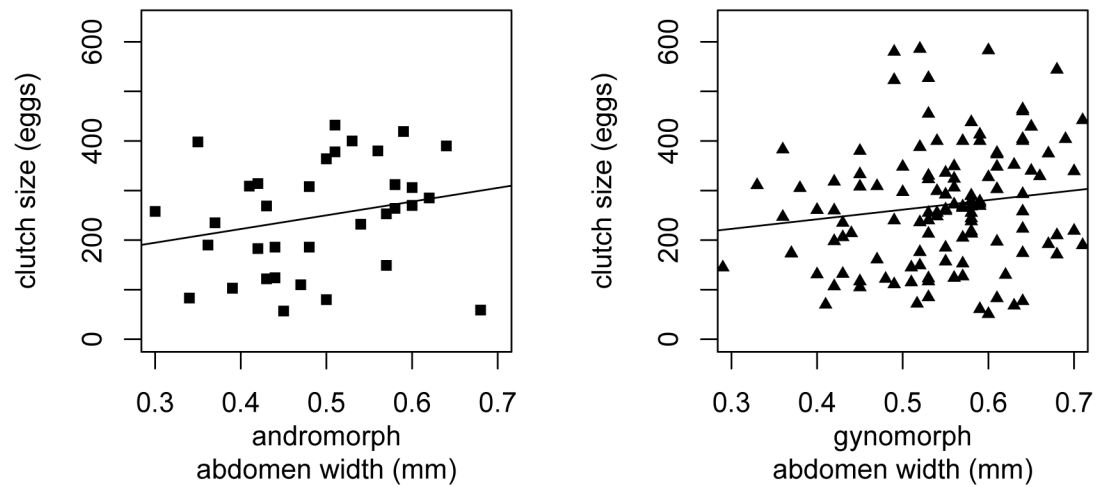 clutch size (eggs)
600
400
200
0
0.3 0.4 0.5 0.6 0.7
andromorph
abdomen width (mm)
clutch size (eggs)
600
400
200
0
0.3 0.4 0.5 0.6 0.7
gynomorph
abdomen width (mm)